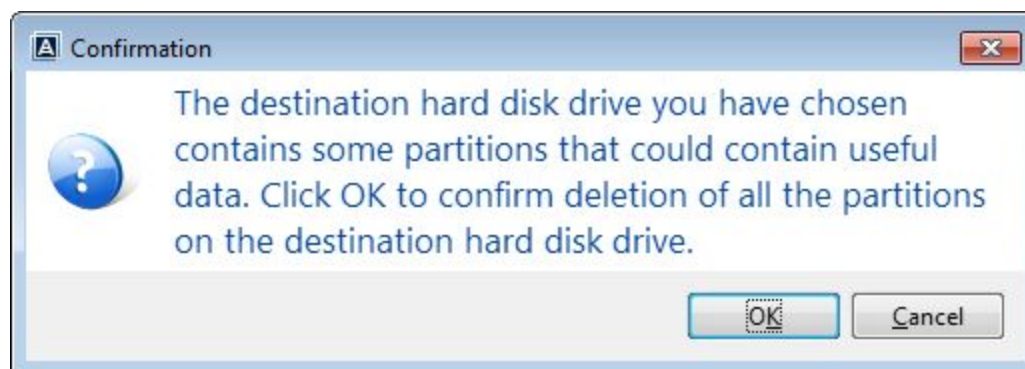 Confirmation
The destination hard disk drive you have chosen
contains some partitions that could contain useful
data. Click OK to confirm deletion of all the partitions
on the destination hard disk drive.
OK Cancel